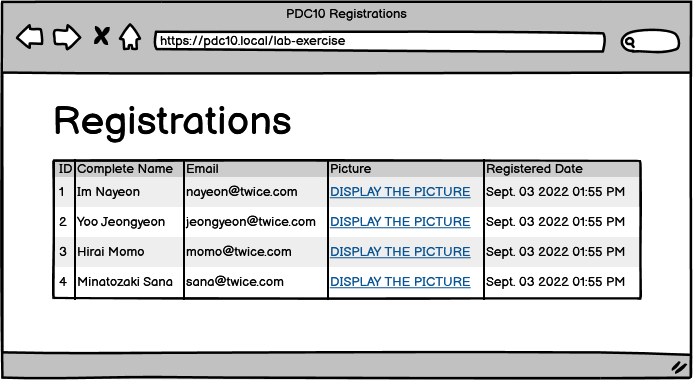 PDC10 Registrations
https://pdc10.local/lab-exercise
Registrations
ID Complete Name Email Picture Registered Date
1 Im Nayeon nayeon@twice.com DISPLAY THE PICTURE Sept. 03 2022 01:55 PM
2 Yoo Jeongyeon jeongyeon@twice.com DISPLAY THE PICTURE Sept. 03 2022 01:55 PM
3 Hirai Momo momo@twice.com DISPLAY THE PICTURE Sept. 03 2022 01:55 PM
4 Minatozaki Sana sana@twice.com DISPLAY THE PICTURE Sept. 03 2022 01:55 PM